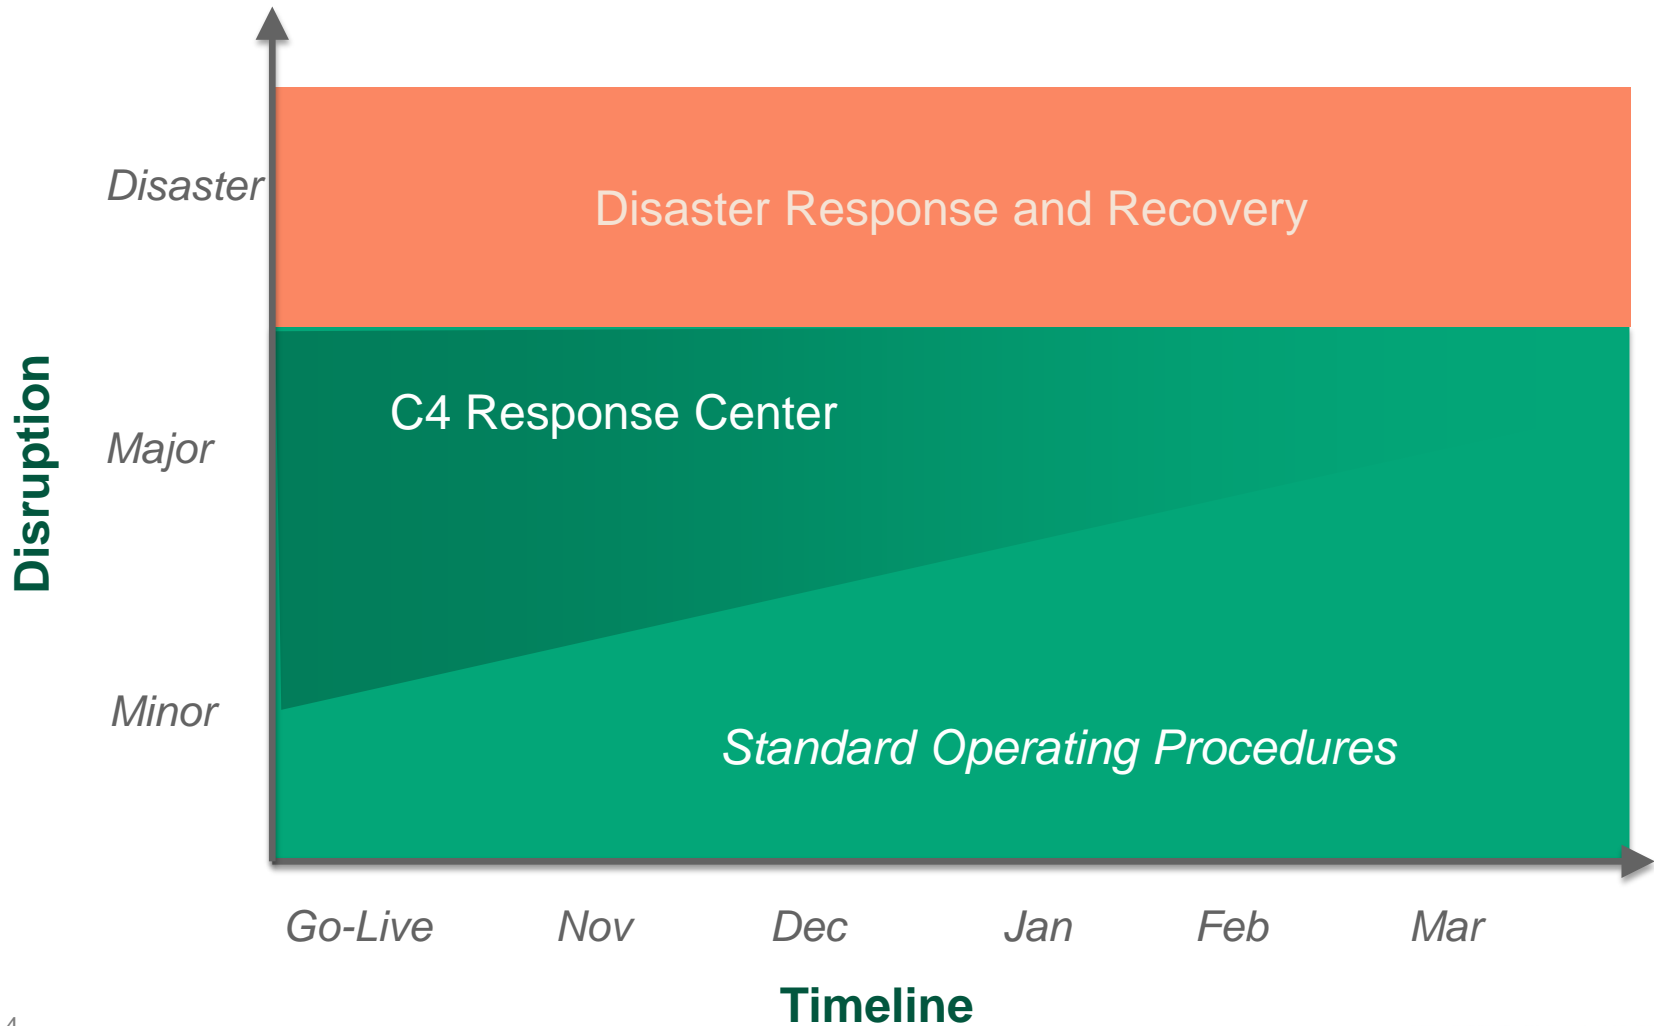 Disaster
Disaster Response and Recovery
C4 Response Center
Major
Disruption
Minor
Standard Operating Procedures
Go-Live Nov Dec Jan Feb Mar
Timeline
4